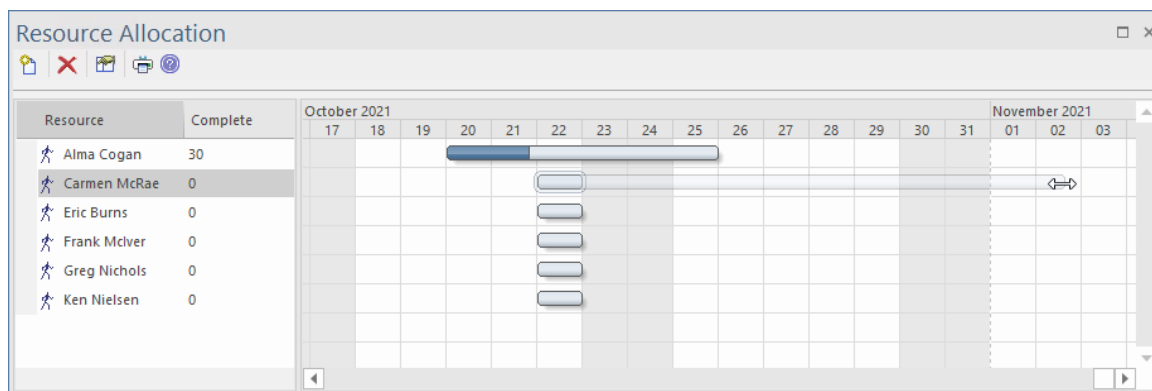 Resource Allocation
Resource Complete
October 2021 November 2021
17 18 19 20 21 22 23 24 25 26 27 28 29 30 31 01 02 03
Alma Cogan 30
Carmen McRae 0
Eric Burns 0
Frank McIver 0
Greg Nichols 0
Ken Nielsen 0